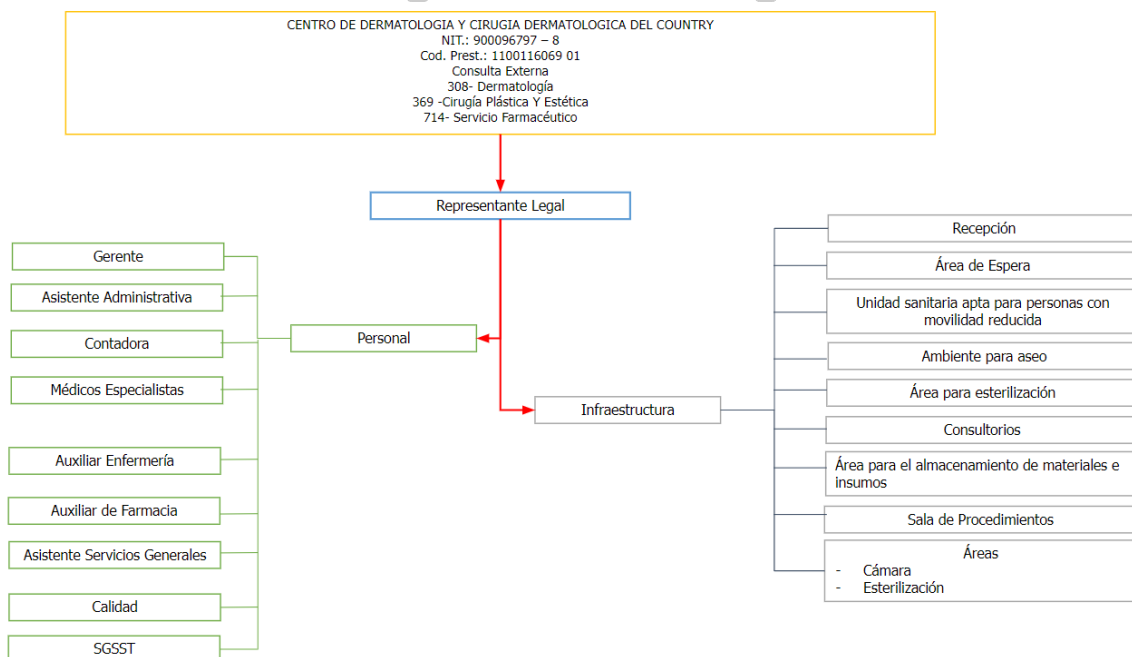 CENTRO DE DERMATOLOGIA Y CIRUGIA DERMATOLOGICA DEL COUNTRY
NIT.: 900096797 – 8
Cod. Prest.: 1100116069 01
Consulta Externa
308- Dermatología
369 -Cirugía Plástica Y Estética
714- Servicio Farmacéutico
Representante Legal
Personal
Gerente
Asistente Administrativa
Contadora
Médicos Especialistas
Auxiliar Enfermería
Auxiliar de Farmacia
Asistente Servicios Generales
Calidad
SGSST
Infraestructura
Recepción
Área de Espera
Unidad sanitaria apta para personas con
movilidad reducida
Ambiente para aseo
Área para esterilización
Consultorios
Área para el almacenamiento de materiales e
insumos
Sala de Procedimientos
Áreas
- Cámara
- Esterilización